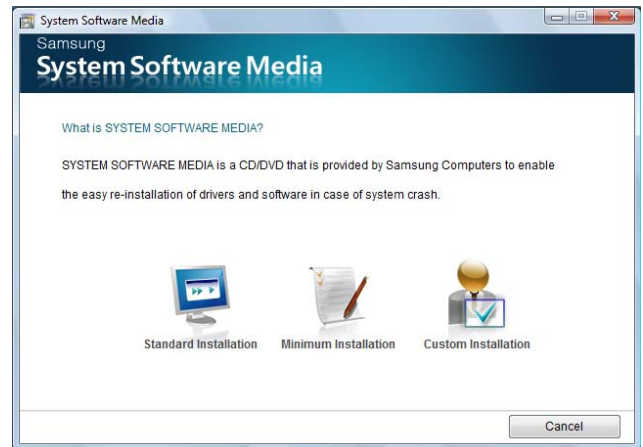 System Software Media
Samsung
System Software Media
What is SYSTEM SOFTWARE MEDIA?
SYSTEM SOFTWARE MEDIA is a CD/DVD that is provided by Samsung Computers to enable
the easy re-installation of drivers and software in case of system crash.
Standard Installation Minimum Installation Custom Installation
Cancel